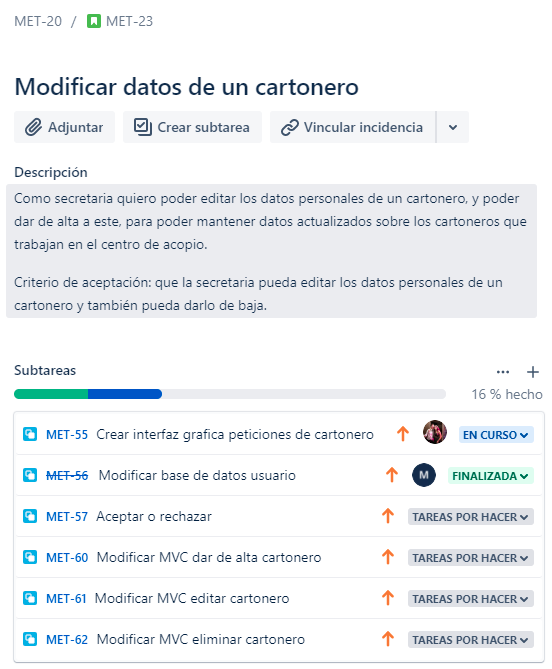 MET-20 / MET-23
Modificar datos de un cartonero
Adjuntar Crear subtarea Vincular incidencia
Descripción
Como secretaria quiero poder editar los datos personales de un cartonero, y poder
dar de alta a este, para poder mantener datos actualizados sobre los cartoneros que
trabajan en el centro de acopio.
Criterio de aceptación: que la secretaria pueda editar los datos personales de un
cartonero y también pueda darlo de baja.
Subtareas
16 % hecho
MET-55 Crear interfaz grafica peticiones de cartonero EN CURSO
MET-56 Modificar base de datos usuario M FINALIZADA
MET-57 Aceptar o rechazar TAREAS POR HACER
MET-60 Modificar MVC dar de alta cartonero TAREAS POR HACER
MET-61 Modificar MVC editar cartonero TAREAS POR HACER
MET-62 Modificar MVC eliminar cartonero TAREAS POR HACER